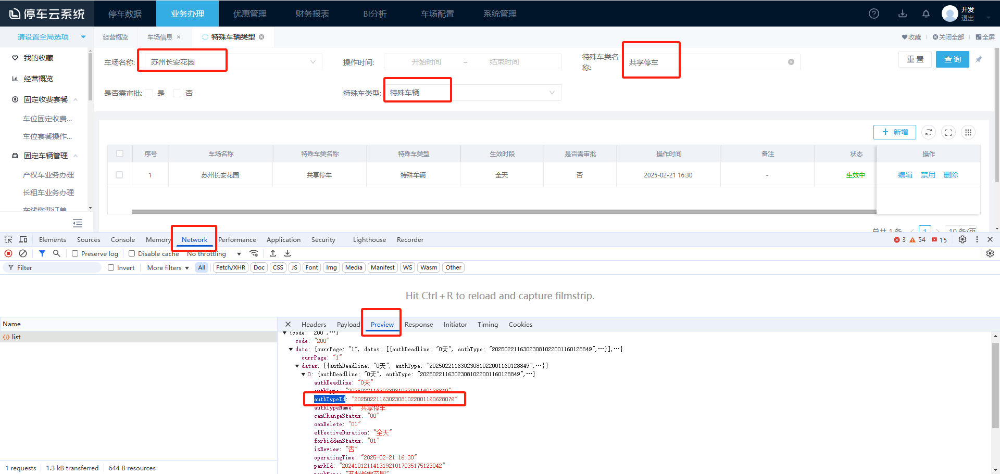 停车云系统
停车数据
业务办理
优惠管理
财务报表
BI分析
车场配置
系统管理
开发
退出
请设置全局选项
经营概览
车场信息
特殊车辆类型
收藏
关闭全部
全屏
我的收藏
经营概览
固定收费套餐
车位固定收费...
车位套餐操作...
固定车辆管理
产权车业务办理
长租车业务办理
在线缴费订单
车场名称: 苏州长安花园
操作时间: 开始时间 ~ 结束时间
特殊车类名称: 共享停车
重 置
查 询
是否需审批: 是 否
特殊车类型: 特殊车辆
+ 新增
序号 车场名称 特殊车类名称 特殊车类型 生效时段 是否需审批 操作时间 备注 状态 操作
1 苏州长安花园 共享停车 特殊车辆 全天 否 2025-02-21 16:30 - 生效中 编辑 禁用 删除
总共 1 条 1 10 条/页
Elements Sources Console Memory Network Performance Application Security Lighthouse Recorder 3 54 15
Preserve log Disable cache No throttling
Filter Invert More filters All Fetch/XHR Doc CSS JS Font Img Media Manifest WS Wasm Other
Hit Ctrl + R to reload and capture filmstrip.
Name
list
Headers Payload Preview Response Initiator Timing Cookies
{code: "200",…}
code: "200"
data: {currPage: "1", datas: [{authDeadline: "0天", authType: "20250221163023081022001160128849",…}],…}
currPage: "1"
datas: [{authDeadline: "0天", authType: "20250221163023081022001160128849",…}]
0: {authDeadline: "0天", authType: "20250221163023081022001160128849",…}
authDeadline: "0天"
authType: "20250221163023081022001160128849"
authTypeId: "20250221163023081022001160628076"
authTypeName: "共享停车"
canChangeStatus: "00"
canDelete: "01"
effectiveDuration: "全天"
forbiddenStatus: "01"
isReview: "否"
operatingTime: "2025-02-21 16:30"
parkId: "20241012114131921017035175123042"
parkName: "苏州长安花园"
1 requests 1.3 kB transferred 644 B resources